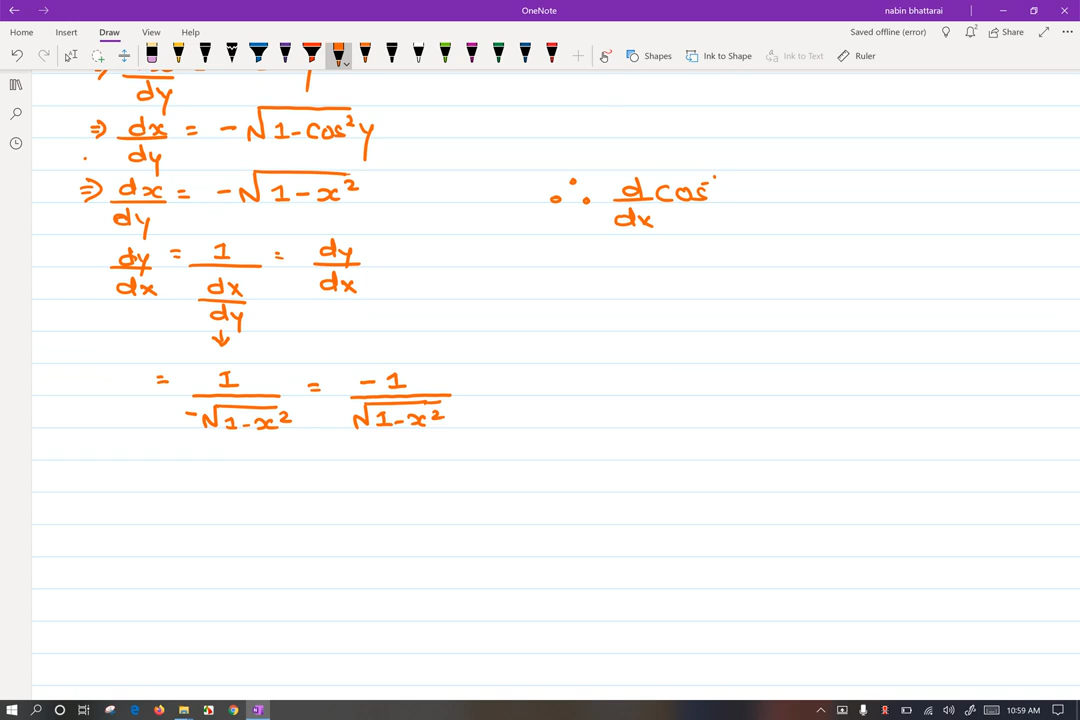 OneNote
nabin bhattarai
Home Insert Draw View Help
Saved offline (error) Share
Shapes Ink to Shape Ink to Text Ruler
dy y
⇒ dx/dy = -√(1-cos²y)
⇒ dx/dy = -√(1-x²)
dy/dx = 1/(dx/dy) = dy/dx
↓
= 1/(-√(1-x²)) = -1/√(1-x²)
∴ d/dx cos⁻
10:59 AM